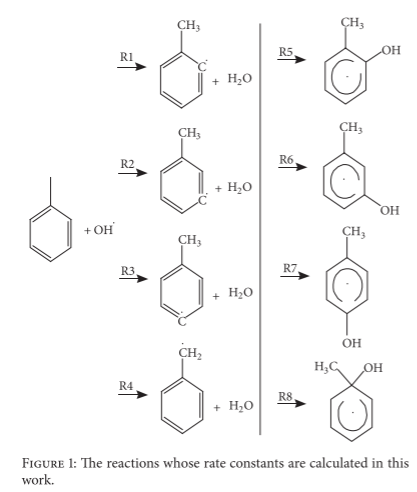 CH₃
R1
C˙
+ H₂O
R2
CH₃
C˙
+ H₂O
+ OH˙
R3
CH₃
C˙
+ H₂O
R4
ĊH₂
+ H₂O
R5
CH₃
OH
R6
CH₃
OH
R7
CH₃
OH
R8
H₃C
OH
FIGURE 1: The reactions whose rate constants are calculated in this
work.